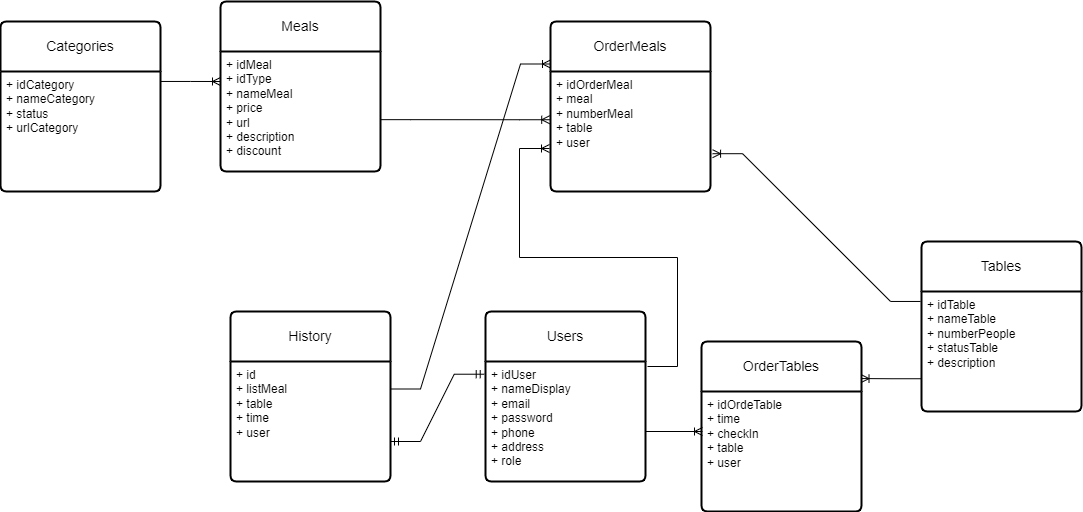 Categories
+ idCategory
+ nameCategory
+ status
+ urlCategory
Meals
+ idMeal
+ idType
+ nameMeal
+ price
+ url
+ description
+ discount
OrderMeals
+ idOrderMeal
+ meal
+ numberMeal
+ table
+ user
Tables
+ idTable
+ nameTable
+ numberPeople
+ statusTable
+ description
History
+ id
+ listMeal
+ table
+ time
+ user
Users
+ idUser
+ nameDisplay
+ email
+ password
+ phone
+ address
+ role
OrderTables
+ idOrdeTable
+ time
+ checkIn
+ table
+ user